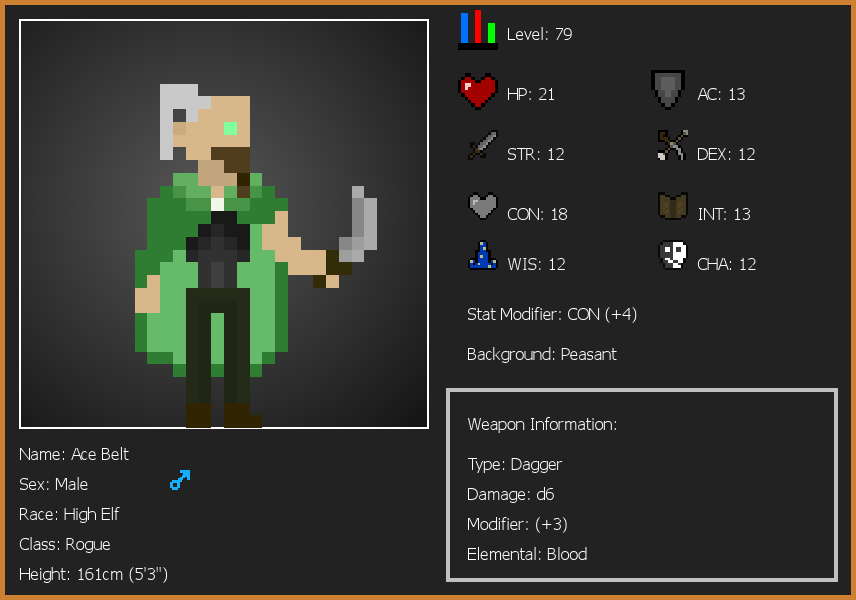 Level: 79
HP: 21
AC: 13
STR: 12
DEX: 12
CON: 18
INT: 13
WIS: 12
CHA: 12
Stat Modifier: CON (+4)
Background: Peasant
Weapon Information:
Type: Dagger
Damage: d6
Modifier: (+3)
Elemental: Blood
Name: Ace Belt
Sex: Male
Race: High Elf
Class: Rogue
Height: 161cm (5'3")